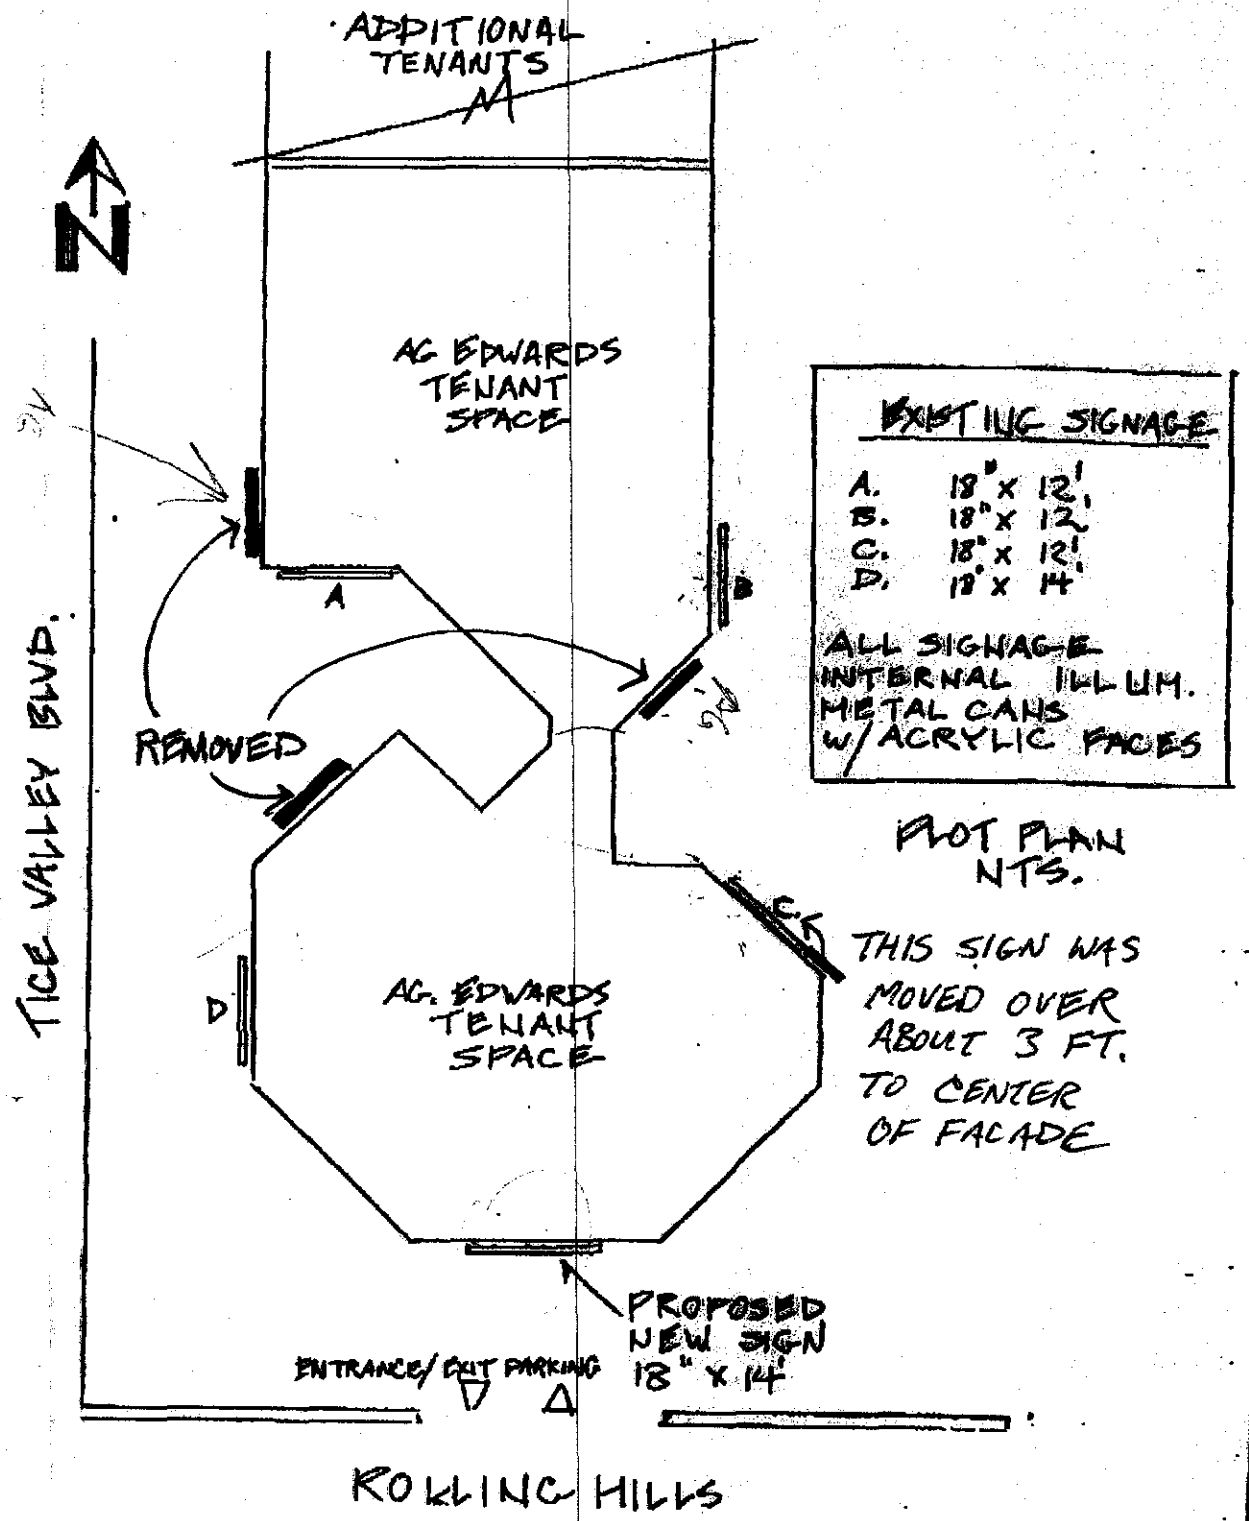 ADDITIONAL
TENANTS
N
AG EDWARDS
TENANT
SPACE
EXISTING SIGNAGE
A. 18" x 12'
B. 18" x 12'
C. 18" x 12'
D. 18" x 14'
ALL SIGNAGE
INTERNAL ILLUM.
METAL CANS
W/ ACRYLIC FACES
A
B
REMOVED
TICE VALLEY BLVD.
PLOT PLAN
NTS.
C.
THIS SIGN WAS
MOVED OVER
ABOUT 3 FT.
TO CENTER
OF FACADE
D
AG. EDWARDS
TENANT
SPACE
PROPOSED
NEW SIGN
18" x 14'
ENTRANCE/EXIT PARKING
ROLLING HILLS